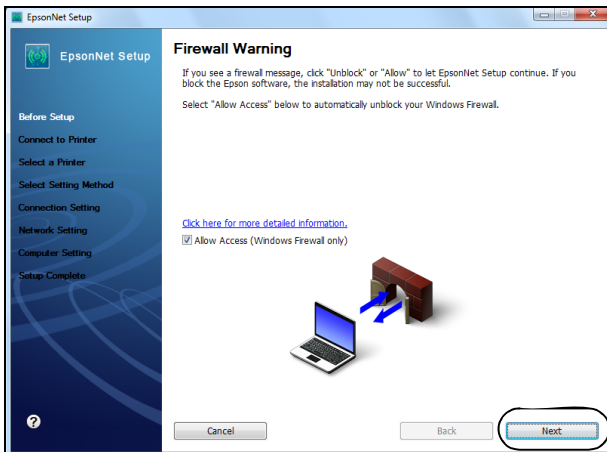 EpsonNet Setup
EpsonNet Setup
Before Setup
Connect to Printer
Select a Printer
Select Setting Method
Connection Setting
Network Setting
Computer Setting
Setup Complete
?
Firewall Warning
If you see a firewall message, click "Unblock" or "Allow" to let EpsonNet Setup continue. If you
block the Epson software, the installation may not be successful.
Select "Allow Access" below to automatically unblock your Windows Firewall.
Click here for more detailed information.
Allow Access (Windows Firewall only)
Cancel
Back
Next